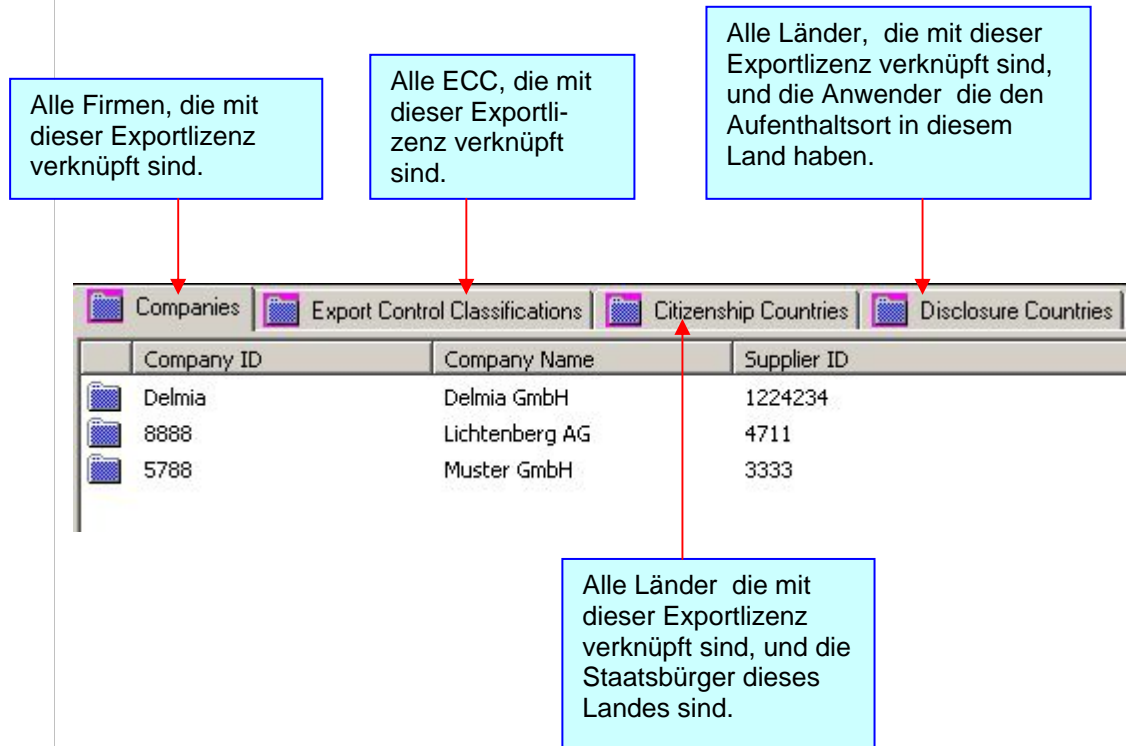 Alle Firmen, die mit
dieser Exportlizenz
verknüpft sind.
Alle ECC, die mit
dieser Exportli-
zenz verknüpft
sind.
Alle Länder,  die mit dieser
Exportlizenz verknüpft sind,
und die Anwender  die den
Aufenthaltsort in diesem
Land haben.
Companies Export Control Classifications Citizenship Countries Disclosure Countries
Company ID Company Name Supplier ID
Delmia Delmia GmbH 1224234
8888 Lichtenberg AG 4711
5788 Muster GmbH 3333
Alle Länder  die mit
dieser Exportlizenz
verknüpft sind, und die
Staatsbürger dieses
Landes sind.